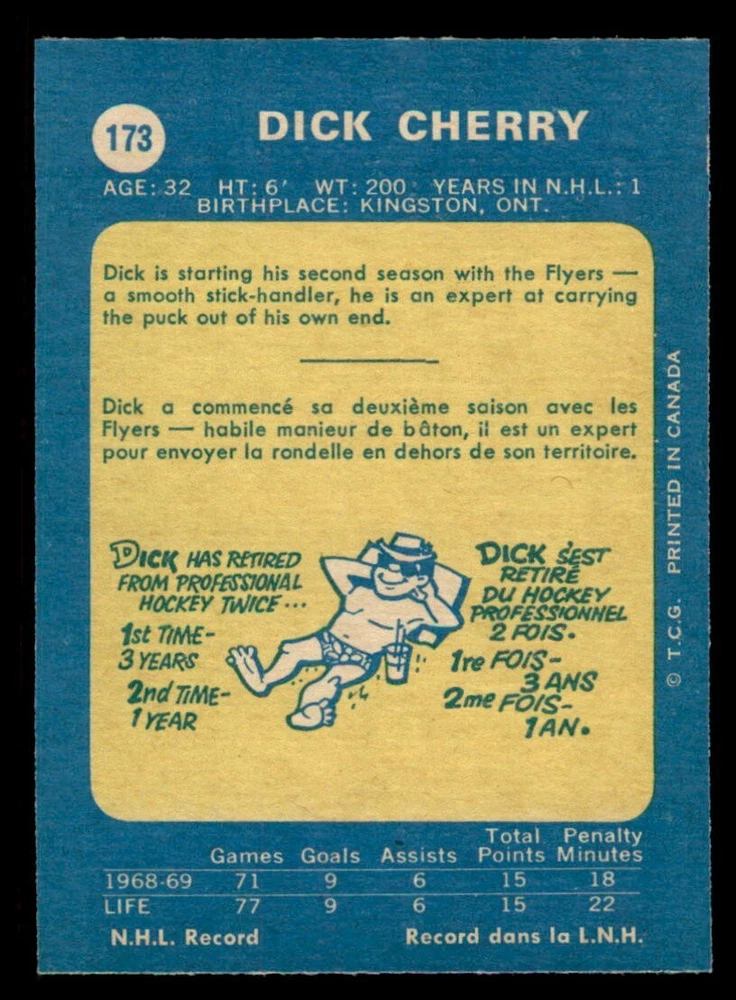 173
DICK CHERRY
AGE: 32 HT: 6' WT: 200 YEARS IN N.H.L.: 1
BIRTHPLACE: KINGSTON, ONT.
Dick is starting his second season with the Flyers —
a smooth stick-handler, he is an expert at carrying
the puck out of his own end.
Dick a commencé sa deuxième saison avec les
Flyers — habile manieur de bâton, il est un expert
pour envoyer la rondelle en dehors de son territoire.
DICK HAS RETIRED
FROM PROFESSIONAL
HOCKEY TWICE...
1st TIME-
3 YEARS
2nd TIME-
1 YEAR
DICK S'EST
RETIRÉ
DU HOCKEY
PROFESSIONNEL
2 FOIS.
1re FOIS-
3 ANS
2me FOIS-
1 AN.
© T.C.G. PRINTED IN CANADA
Total Penalty
Games Goals Assists Points Minutes
1968-69 71 9 6 15 18
LIFE 77 9 6 15 22
N.H.L. Record Record dans la L.N.H.